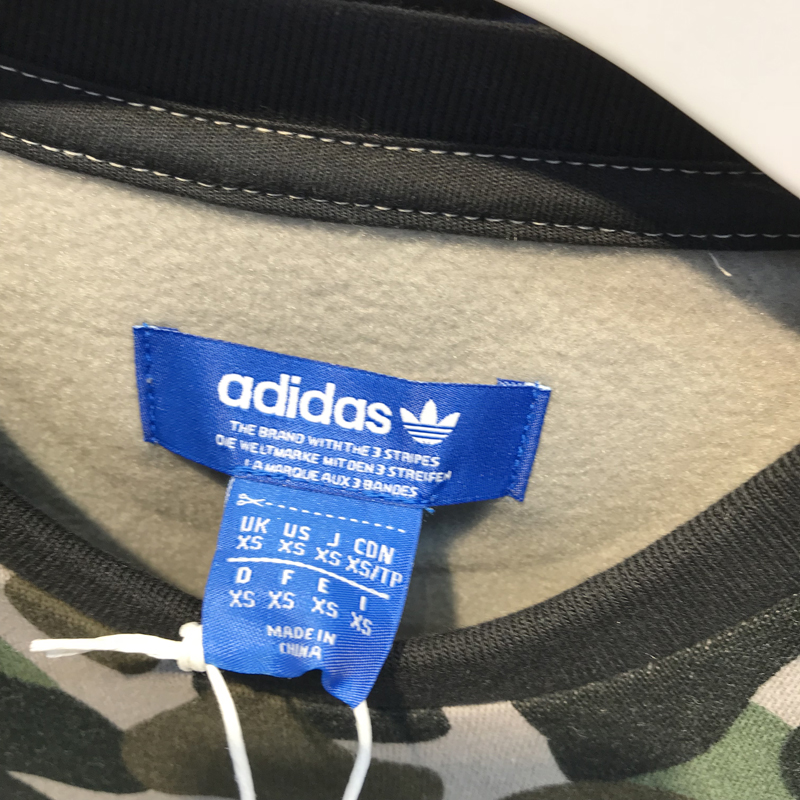 adidas
THE BRAND WITH THE 3 STRIPES
DIE WELTMARKE MIT DEN 3 STREIFEN
LA MARQUE AUX 3 BANDES
UK US J CDN
XS XS XS XS/TP
D F E I
XS XS XS XS
MADE IN
CHINA